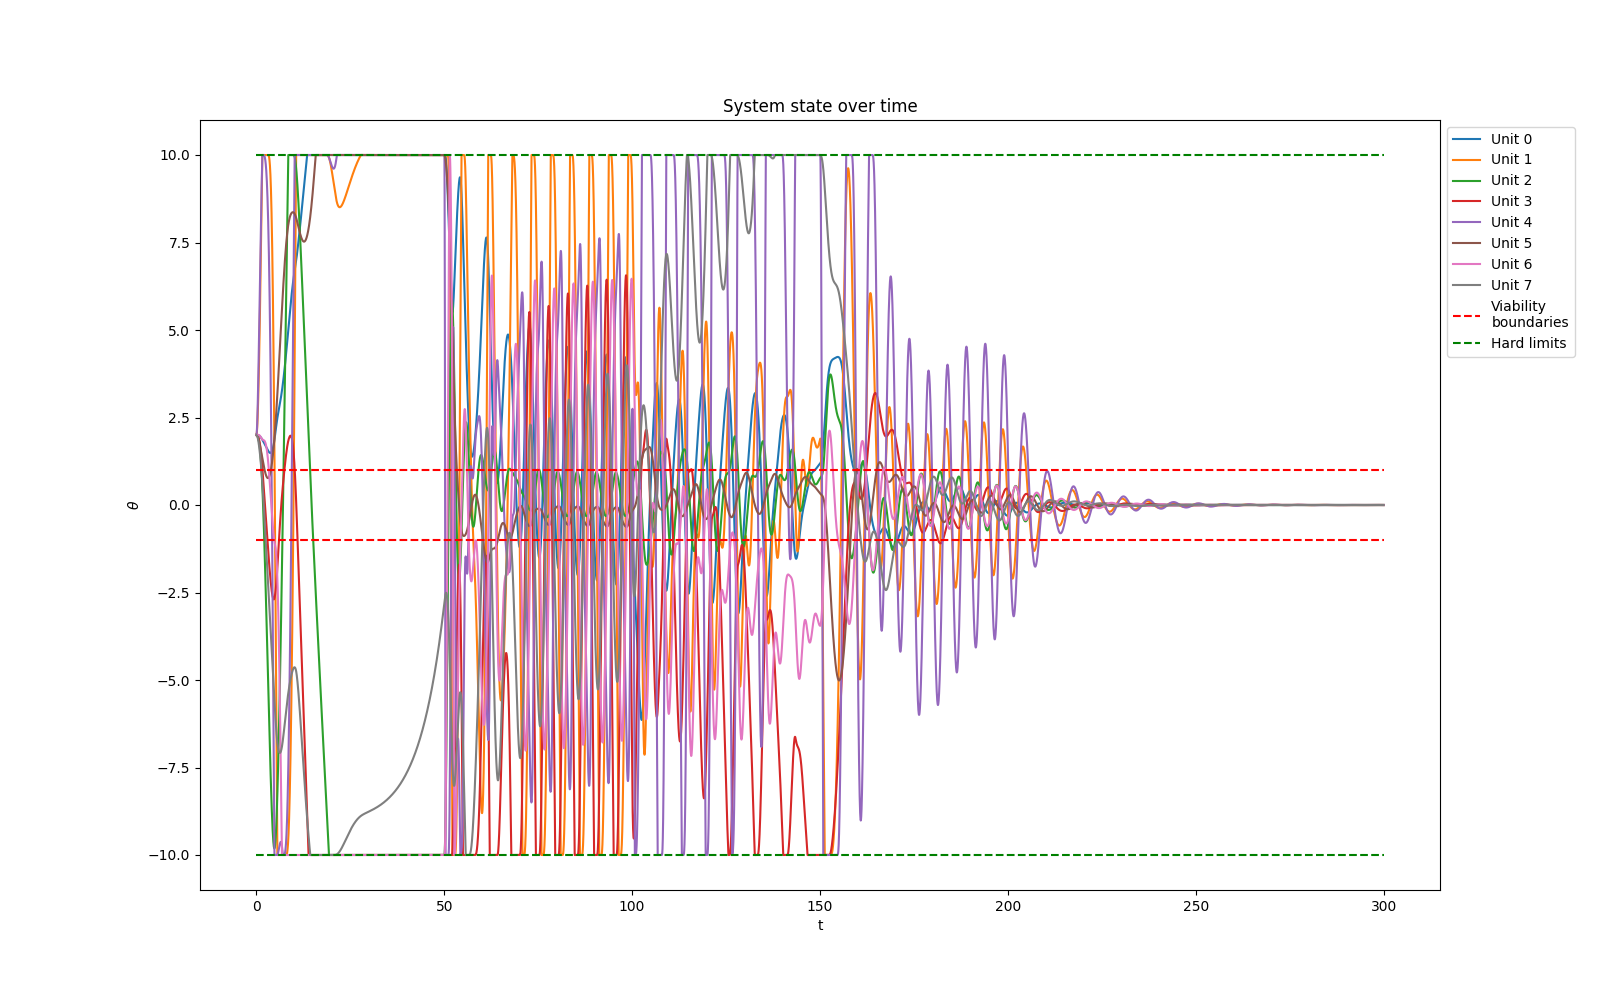 System state over time
10.0
7.5
5.0
2.5
0.0
−2.5
−5.0
−7.5
−10.0
θ
0
50
100
150
200
250
300
t
Unit 0
Unit 1
Unit 2
Unit 3
Unit 4
Unit 5
Unit 6
Unit 7
Viability
boundaries
Hard limits